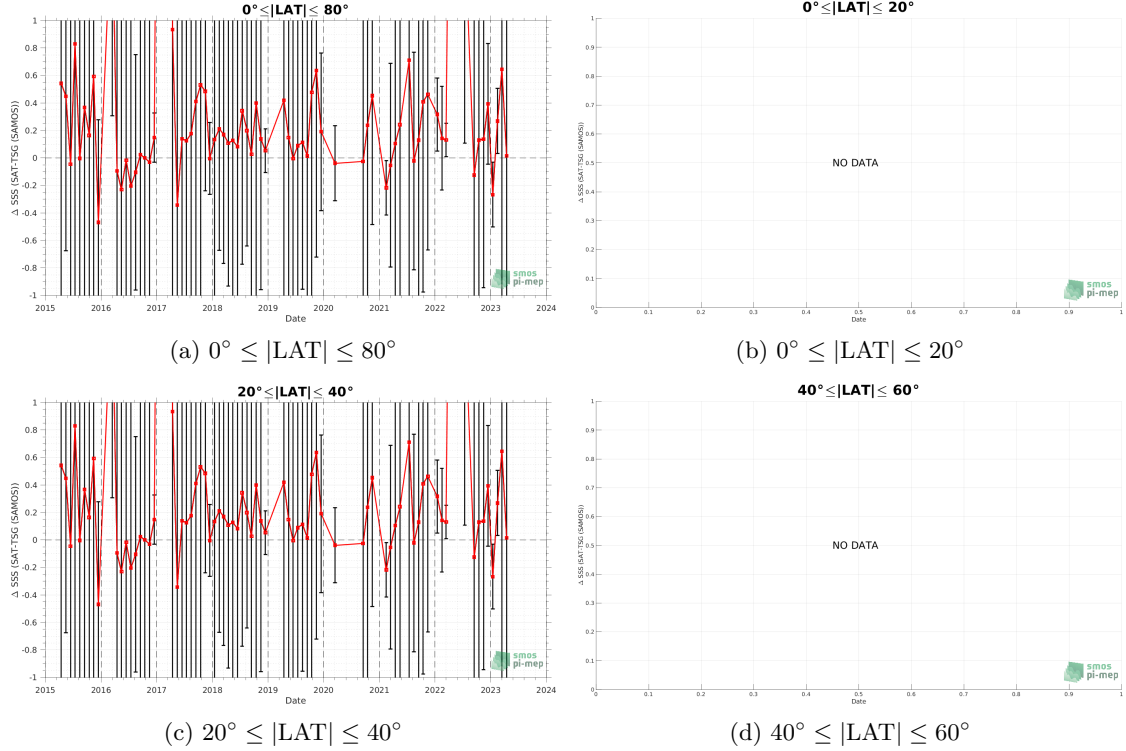 0°≤|LAT|≤ 80°
1
0.8
0.6
0.4
0.2
0
-0.2
-0.4
-0.6
-0.8
-1
Δ SSS (SAT-TSG (SAMOS))
2015 2016 2017 2018 2019 2020 2021 2022 2023 2024
Date
smos
pi-mep
(a) 0° ≤ |LAT| ≤ 80°
0°≤|LAT|≤ 20°
1
0.9
0.8
0.7
0.6
0.5
0.4
0.3
0.2
0.1
0
Δ SSS (SAT-TSG (SAMOS))
NO DATA
0 0.1 0.2 0.3 0.4 0.5 0.6 0.7 0.8 0.9 1
Date
smos
pi-mep
(b) 0° ≤ |LAT| ≤ 20°
20°≤|LAT|≤ 40°
1
0.8
0.6
0.4
0.2
0
-0.2
-0.4
-0.6
-0.8
-1
Δ SSS (SAT-TSG (SAMOS))
2015 2016 2017 2018 2019 2020 2021 2022 2023 2024
Date
smos
pi-mep
(c) 20° ≤ |LAT| ≤ 40°
40°≤|LAT|≤ 60°
1
0.9
0.8
0.7
0.6
0.5
0.4
0.3
0.2
0.1
0
Δ SSS (SAT-TSG (SAMOS))
NO DATA
0 0.1 0.2 0.3 0.4 0.5 0.6 0.7 0.8 0.9 1
Date
smos
pi-mep
(d) 40° ≤ |LAT| ≤ 60°